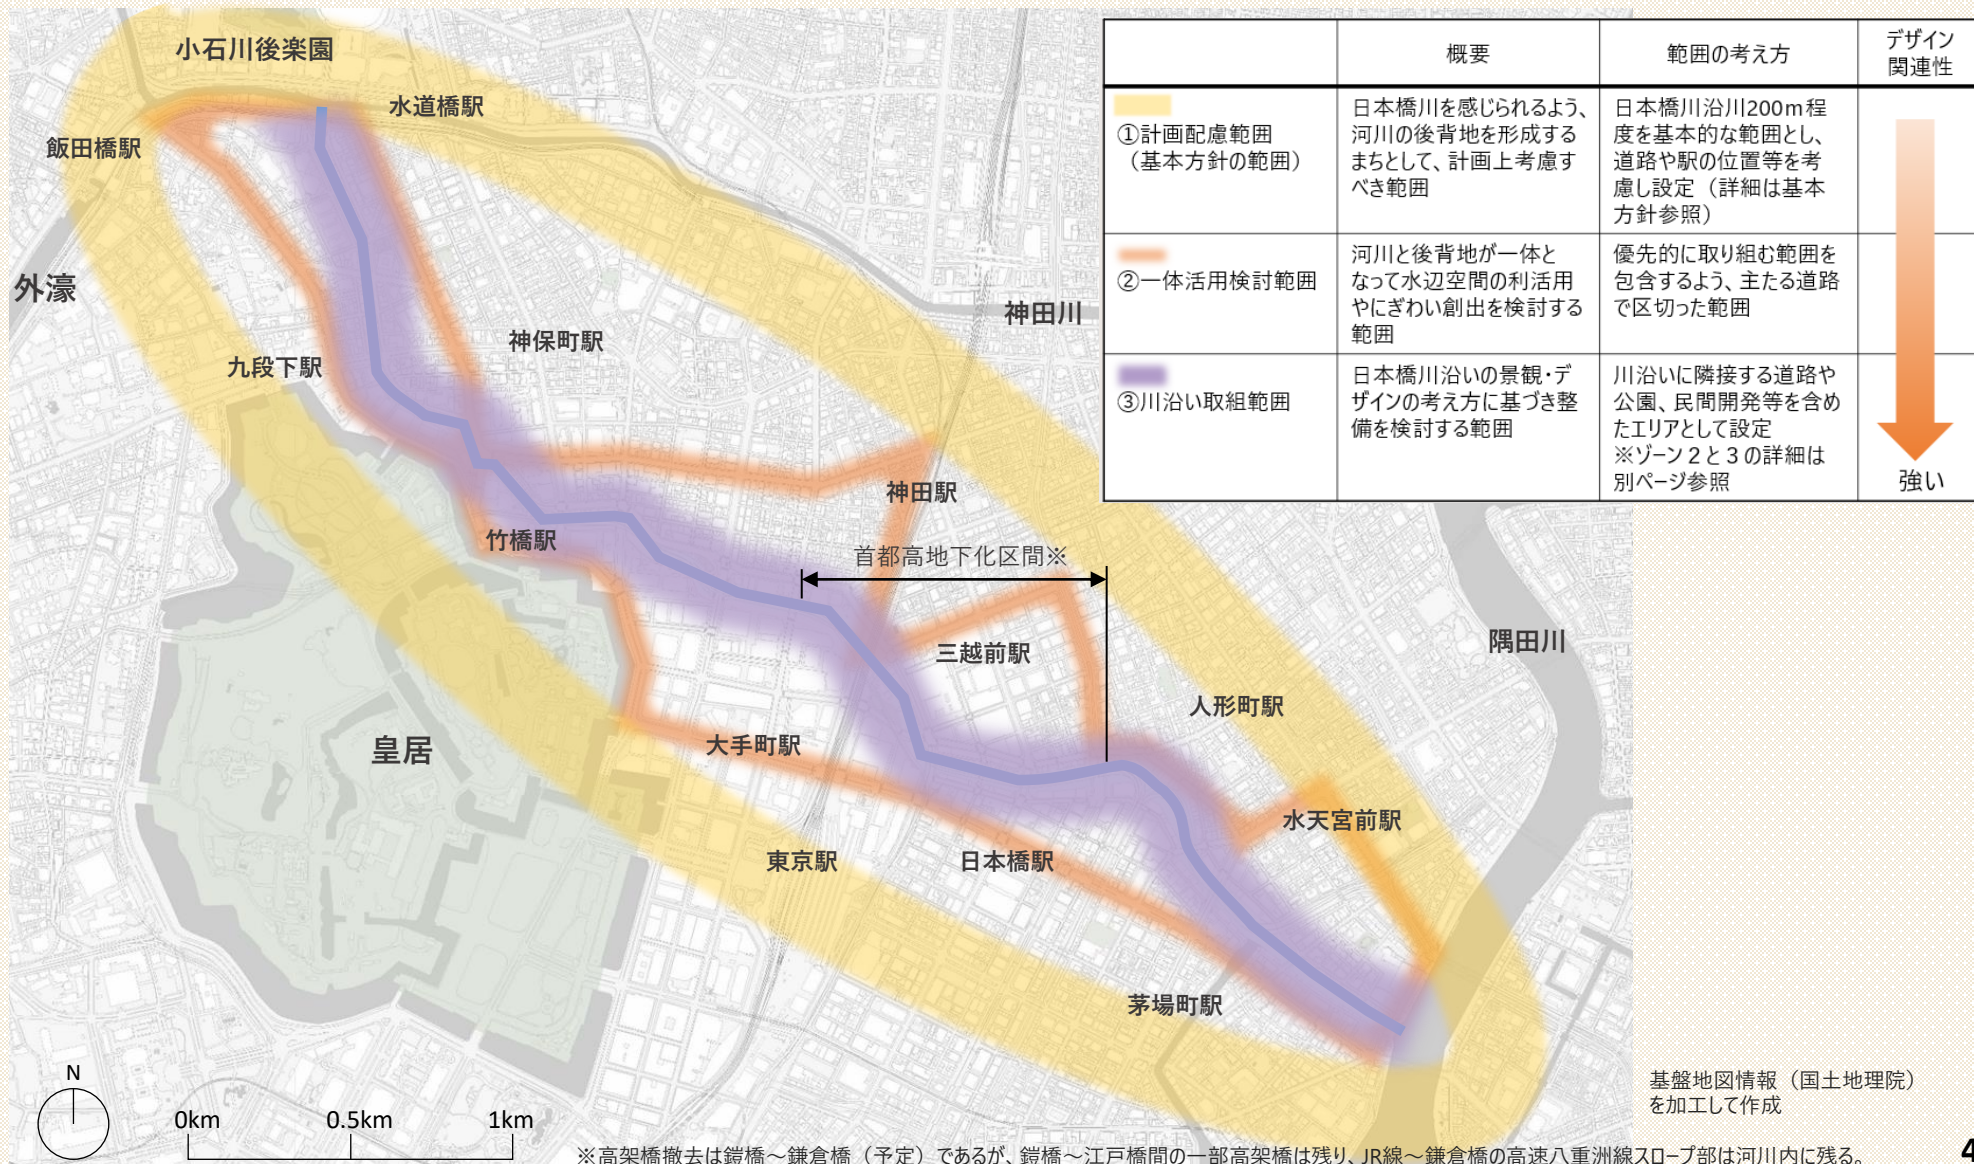 小石川後楽園
水道橋駅
飯田橋駅
外濠
神田川
神保町駅
九段下駅
神田駅
竹橋駅
首都高地下化区間※
三越前駅
隅田川
人形町駅
大手町駅
皇居
水天宮前駅
東京駅
日本橋駅
茅場町駅
概要
範囲の考え方
デザイン
関連性
①計画配慮範囲
（基本方針の範囲）
日本橋川を感じられるよう、
河川の後背地を形成する
まちとして、計画上考慮す
べき範囲
日本橋川沿川200m程
度を基本的な範囲とし、
道路や駅の位置等を考
慮し設定（詳細は基本
方針参照）
②一体活用検討範囲
河川と後背地が一体と
なって水辺空間の利活用
やにぎわい創出を検討する
範囲
優先的に取り組む範囲を
包含するよう、主たる道路
で区切った範囲
③川沿い取組範囲
日本橋川沿いの景観・デ
ザインの考え方に基づき整
備を検討する範囲
川沿いに隣接する道路や
公園、民間開発等を含め
たエリアとして設定
※ゾーン２と３の詳細は
別ページ参照
強い
N
0km 0.5km 1km
基盤地図情報（国土地理院）
を加工して作成
※高架橋撤去は鎧橋～鎌倉橋（予定）であるが、鎧橋～江戸橋間の一部高架橋は残り、JR線～鎌倉橋の高速八重洲線スロープ部は河川内に残る。
4